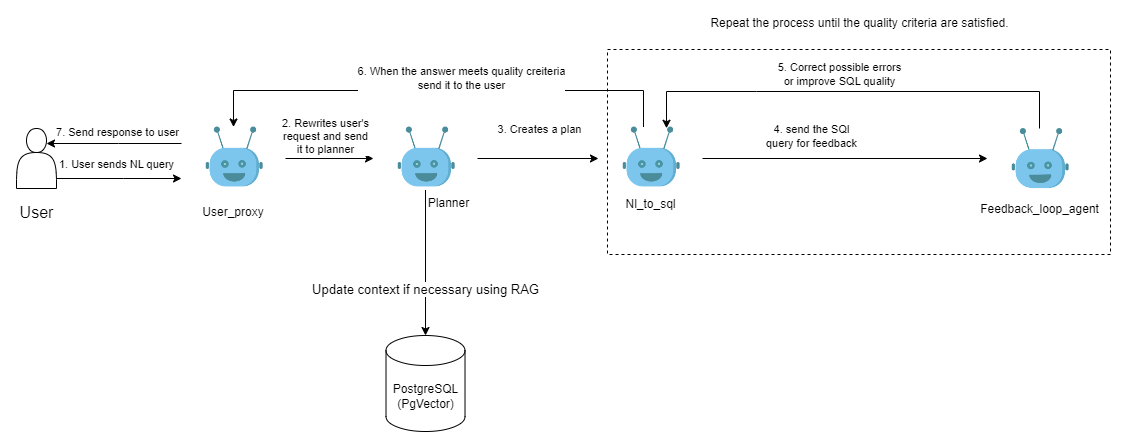 Repeat the process until the quality criteria are satisfied.
6. When the answer meets quality creiteria
send it to the user
5. Correct possible errors
or improve SQL quality
7. Send response to user
2. Rewrites user's
request and send
it to planner
3. Creates a plan
4. send the SQl
query for feedback
1. User sends NL query
User
User_proxy
Planner
Nl_to_sql
Feedback_loop_agent
Update context if necessary using RAG
PostgreSQL
(PgVector)